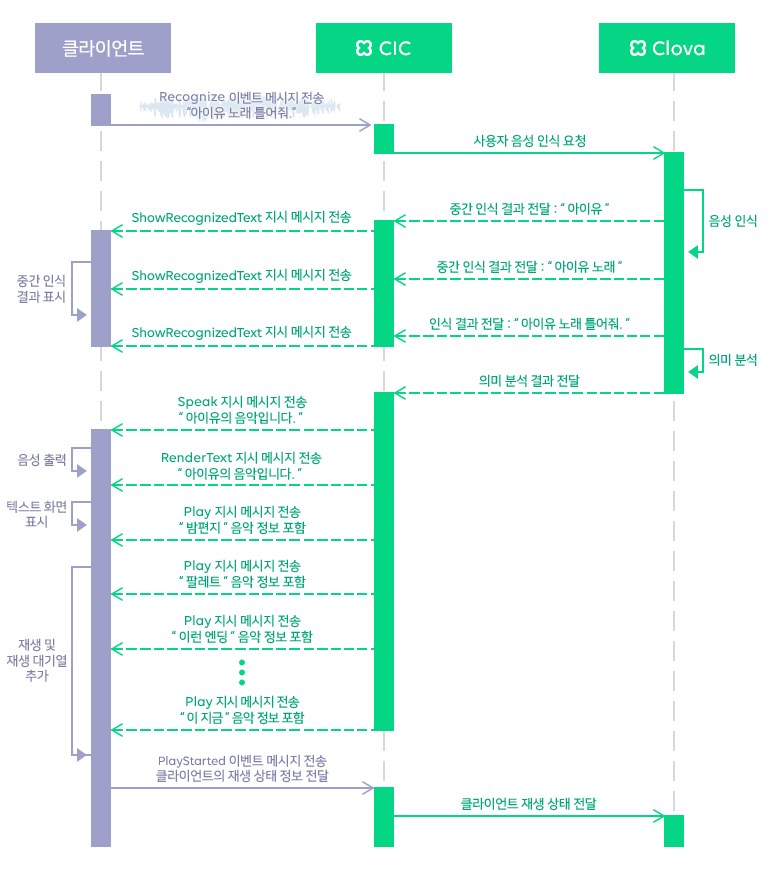 클라이언트
CIC
Clova
Recognize 이벤트 메시지 전송
“아이유 노래 틀어줘.”
사용자 음성 인식 요청
중간 인식 결과 전달 : “ 아이유 ”
음성 인식
ShowRecognizedText 지시 메시지 전송
중간 인식 결과 전달 : “ 아이유 노래 ”
ShowRecognizedText 지시 메시지 전송
중간 인식
결과 표시
인식 결과 전달 : “ 아이유 노래 틀어줘. ”
ShowRecognizedText 지시 메시지 전송
의미 분석
의미 분석 결과 전달
Speak 지시 메시지 전송
“ 아이유의 음악입니다. ”
음성 출력
RenderText 지시 메시지 전송
“ 아이유의 음악입니다. ”
텍스트 화면
표시
Play 지시 메시지 전송
“ 밤편지 ” 음악 정보 포함
Play 지시 메시지 전송
“ 팔레트 ” 음악 정보 포함
Play 지시 메시지 전송
“ 이런 엔딩 ” 음악 정보 포함
재생 및
재생 대기열
추가
Play 지시 메시지 전송
“ 이 지금 ” 음악 정보 포함
PlayStarted 이벤트 메시지 전송
클라이언트의 재생 상태 정보 전달
클라이언트 재생 상태 전달